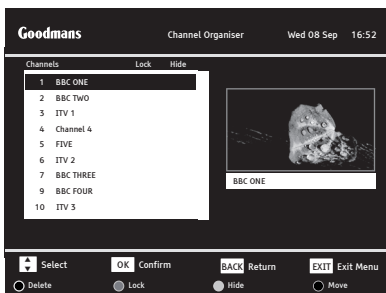 Goodmans Channel Organiser Wed 08 Sep 16:52
Channels Lock Hide
1 BBC ONE
2 BBC TWO
3 ITV 1
4 Channel 4
5 FIVE
6 ITV 2
7 BBC THREE
9 BBC FOUR
10 ITV 3
BBC ONE
Select OK Confirm BACK Return EXIT Exit Menu
Delete Lock Hide Move